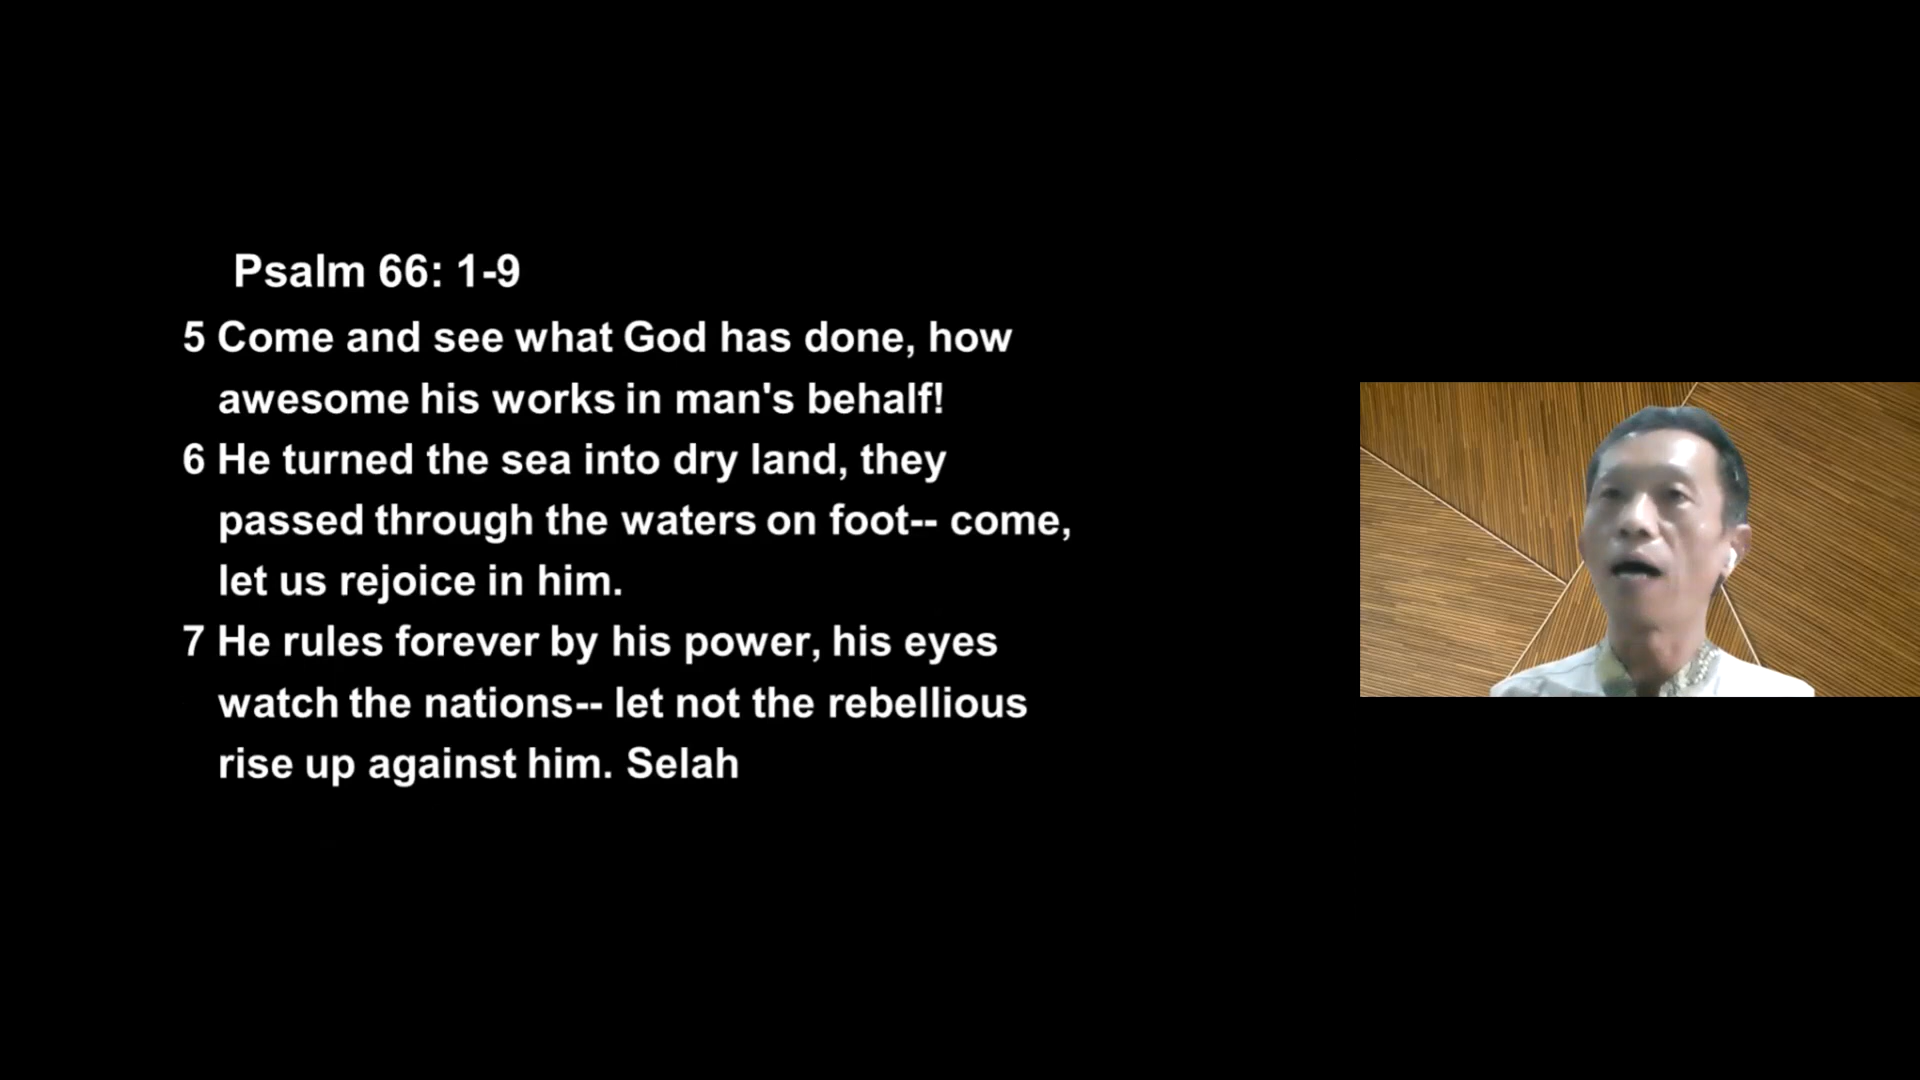 Psalm 66: 1-9
5 Come and see what God has done, how
awesome his works in man's behalf!
6 He turned the sea into dry land, they
passed through the waters on foot-- come,
let us rejoice in him.
7 He rules forever by his power, his eyes
watch the nations-- let not the rebellious
rise up against him. Selah